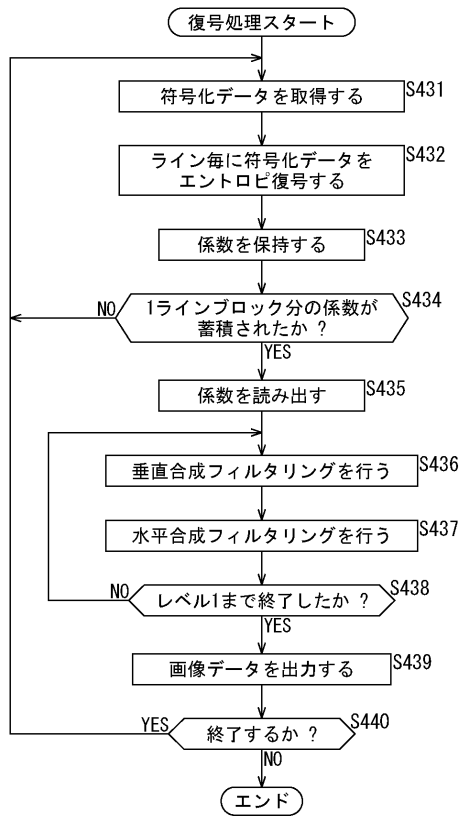 復号処理スタート
符号化データを取得する
S431
ライン毎に符号化データを
エントロピ復号する
S432
係数を保持する
S433
1ラインブロック分の係数が
蓄積されたか ?
S434
NO
YES
係数を読み出す
S435
垂直合成フィルタリングを行う
S436
水平合成フィルタリングを行う
S437
レベル1まで終了したか ?
S438
NO
YES
画像データを出力する
S439
終了するか ?
S440
YES
NO
エンド